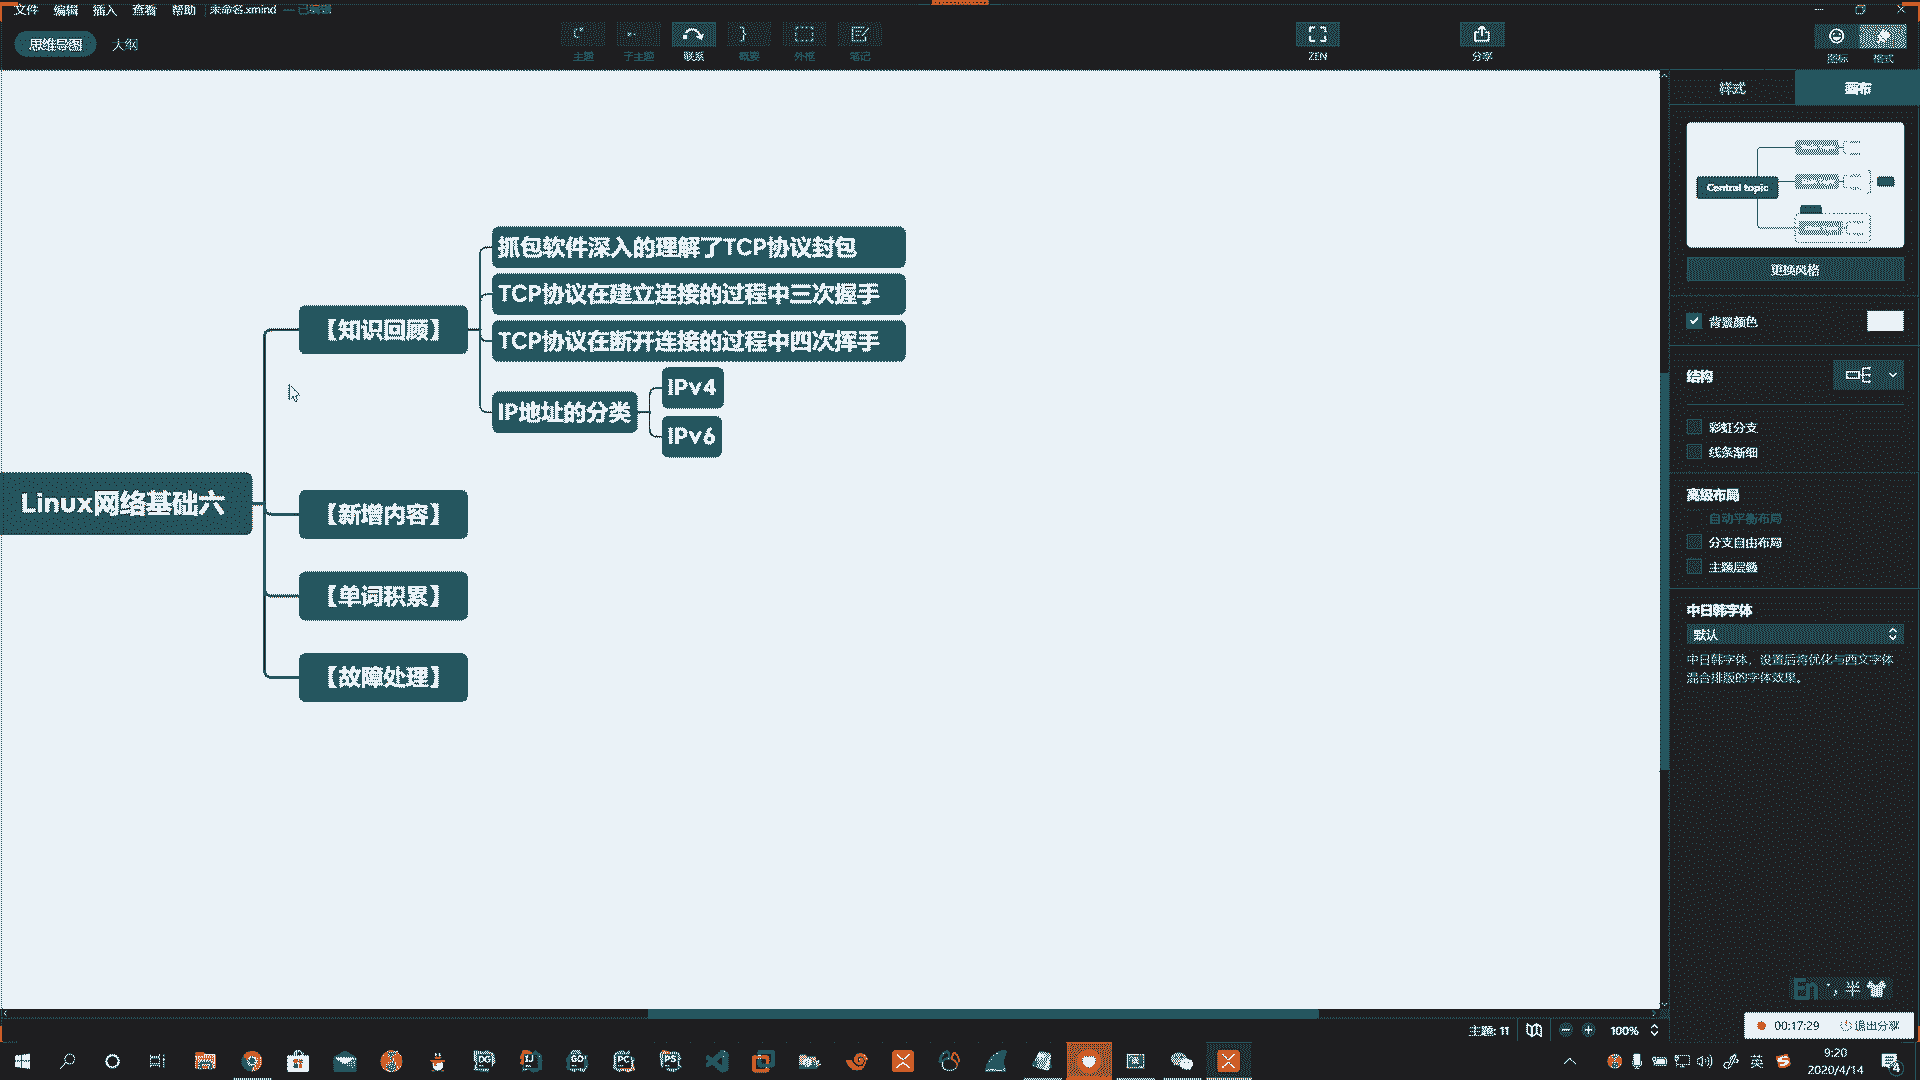 文件 编辑 插入 查看 帮助 未命名.xmind — 已编辑
思维导图 大纲
主题 子主题 联系 概要 外框 笔记 ZEN 分享 图标 格式
样式 画布
Central topic
更换风格
背景颜色
结构
彩虹分支
线条渐细
高级布局
自动平衡布局
分支自由布局
主题层叠
中日韩字体
默认
中日韩字体，设置后将优化与西文字体
混合排版的字体效果。
Linux网络基础六
【知识回顾】
抓包软件深入的理解了TCP协议封包
TCP协议在建立连接的过程中三次握手
TCP协议在断开连接的过程中四次挥手
IP地址的分类
IPv4
IPv6
【新增内容】
【单词积累】
【故障处理】
En 半
主题: 11 100%
00:17:29 退出分享
DG IJ GO PC PS
英
9:20
2020/4/14
4